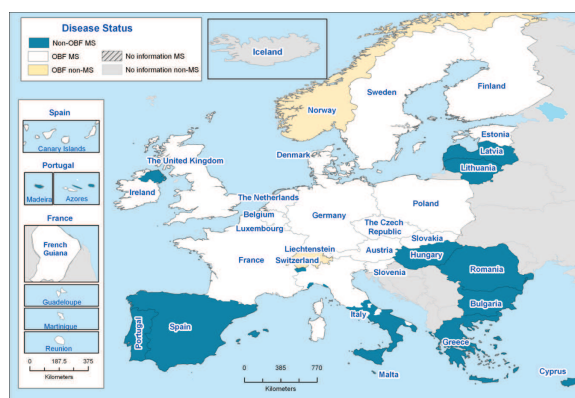 Disease Status
Non-OBF MS
OBF MS
No information MS
OBF non-MS
No information non-MS
Iceland
Norway
Sweden
Finland
Estonia
Latvia
Lithuania
Denmark
The United Kingdom
Ireland
The Netherlands
Belgium
Luxembourg
Germany
Poland
The Czech
Republic
Slovakia
Liechtenstein
Switzerland
Austria
Hungary
France
Slovenia
Romania
Bulgaria
Italy
Portugal
Spain
Greece
Malta
Cyprus
0 385 770
Kilometers
Spain
Canary Islands
Portugal
Madeira
Azores
France
French
Guiana
Guadeloupe
Martinique
Reunion
0 187.5 375
Kilometers